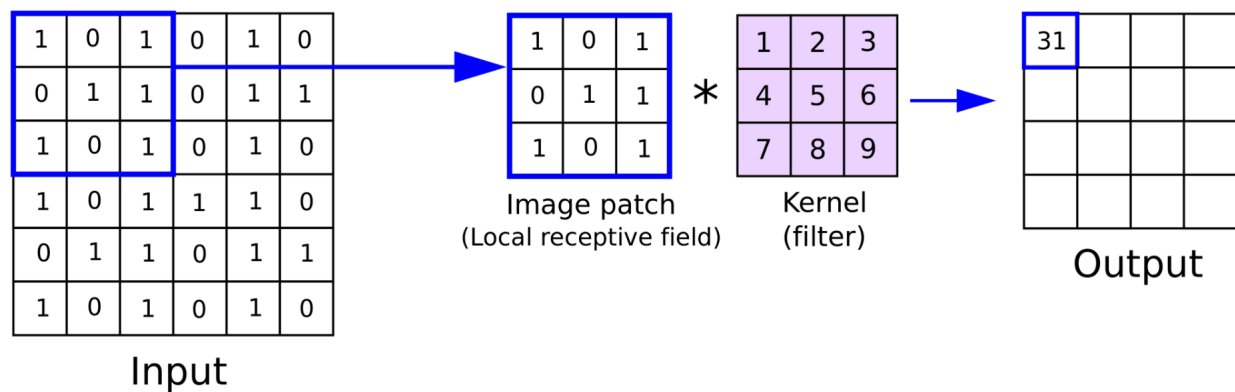 1 0 1 0 1 0
0 1 1 0 1 1
1 0 1 0 1 0
1 0 1 1 1 0
0 1 1 0 1 1
1 0 1 0 1 0
Input
1 0 1
0 1 1
1 0 1
Image patch
(Local receptive field)
*
1 2 3
4 5 6
7 8 9
Kernel
(filter)
31
Output